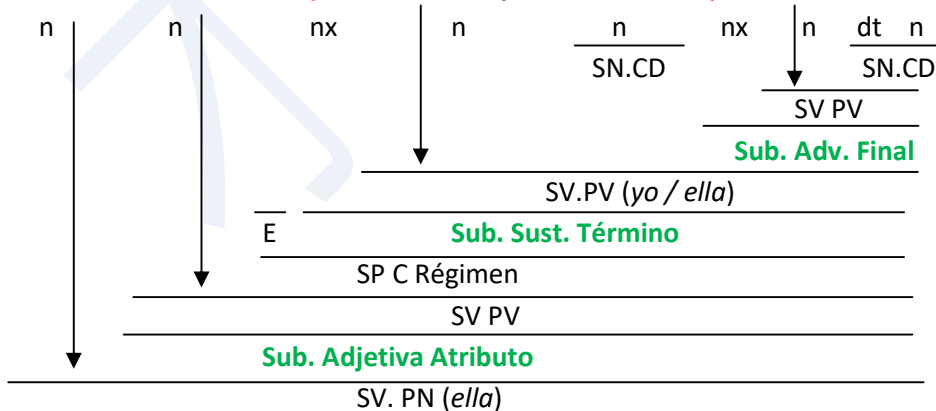 n n nx n n nx n dt n
SN.CD SN.CD
SV PV
Sub. Adv. Final
SV.PV (yo / ella)
E Sub. Sust. Término
SP C Régimen
SV PV
Sub. Adjetiva Atributo
SV. PN (ella)